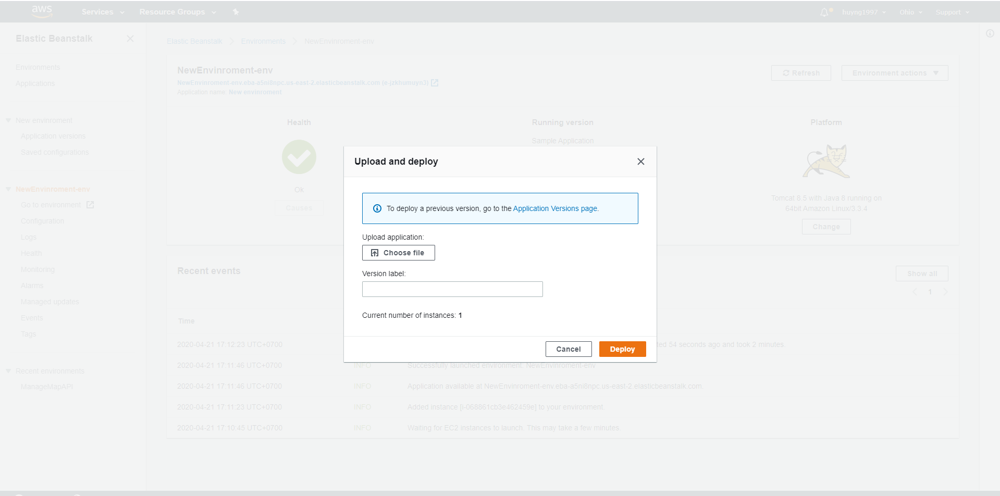 aws
Services
Resource Groups
huyng1997
Ohio
Support
Elastic Beanstalk
Environments
Applications
New envinroment
Application versions
Saved configurations
NewEnvinroment-env
Go to environment
Configuration
Logs
Health
Monitoring
Alarms
Managed updates
Events
Tags
Recent environments
ManageMapAPI
Elastic Beanstalk
Environments
NewEnvinroment-env
NewEnvinroment-env
NewEnvinroment-env.eba-a5ni8npc.us-east-2.elasticbeanstalk.com (e-jzkhumuyn3)
Application name: New envinroment
Refresh
Environment actions
Health
Ok
Causes
Running version
Sample Application
Platform
Tomcat 8.5 with Java 8 running on
64bit Amazon Linux/3.3.4
Change
Upload and deploy
To deploy a previous version, go to the Application Versions page.
Upload application:
Choose file
Version label:
Current number of instances: 1
Cancel
Deploy
Recent events
Show all
1
Time
2020-04-21 17:12:23 UTC+0700 ted 54 seconds ago and took 2 minutes.
2020-04-21 17:11:46 UTC+0700 INFO Successfully launched environment: NewEnvinroment-env
2020-04-21 17:11:46 UTC+0700 INFO Application available at NewEnvinroment-env.eba-a5ni8npc.us-east-2.elasticbeanstalk.com.
2020-04-21 17:11:23 UTC+0700 INFO Added instance [i-068861cb3e462459e] to your environment.
2020-04-21 17:10:45 UTC+0700 INFO Waiting for EC2 instances to launch. This may take a few minutes.